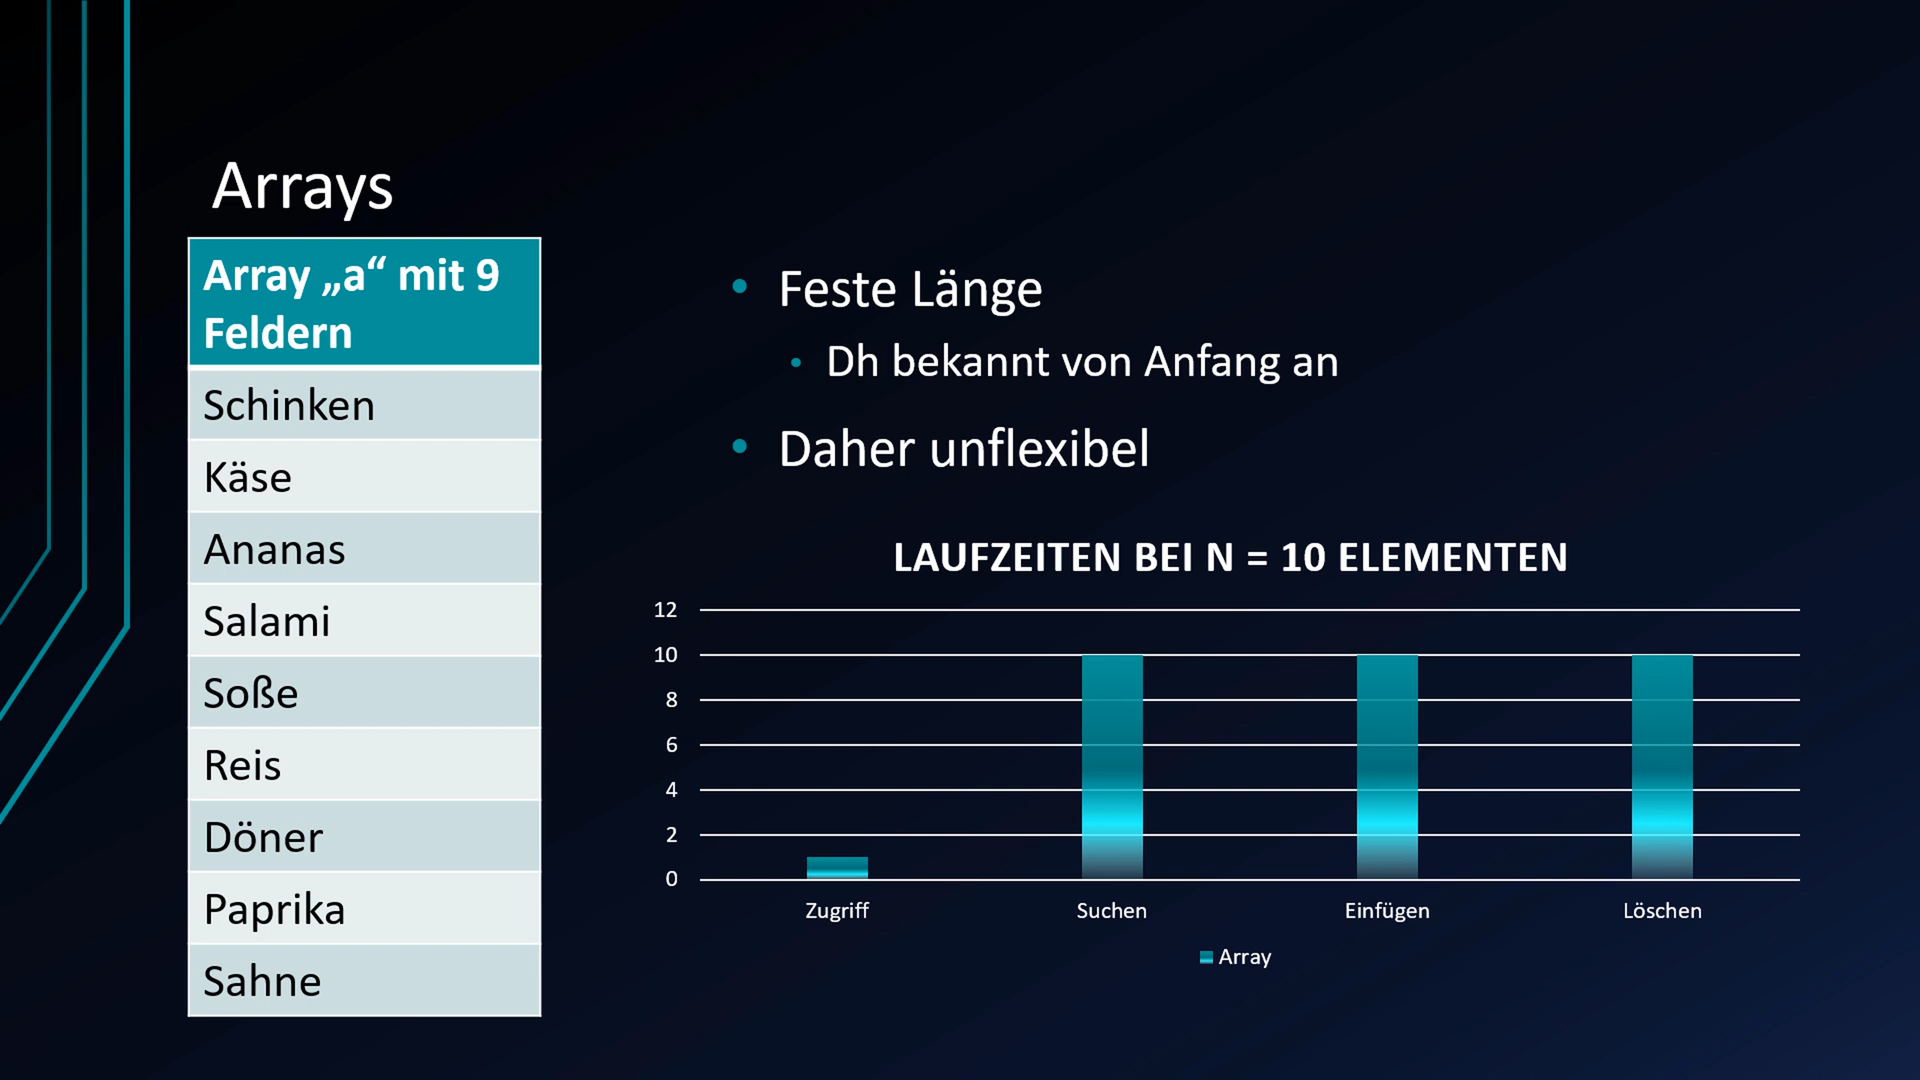 Arrays
Array „a“ mit 9
Feldern
Schinken
Käse
Ananas
Salami
Soße
Reis
Döner
Paprika
Sahne
• Feste Länge
• Dh bekannt von Anfang an
• Daher unflexibel
LAUFZEITEN BEI N = 10 ELEMENTEN
12
10
8
6
4
2
0
Zugriff Suchen Einfügen Löschen
Array